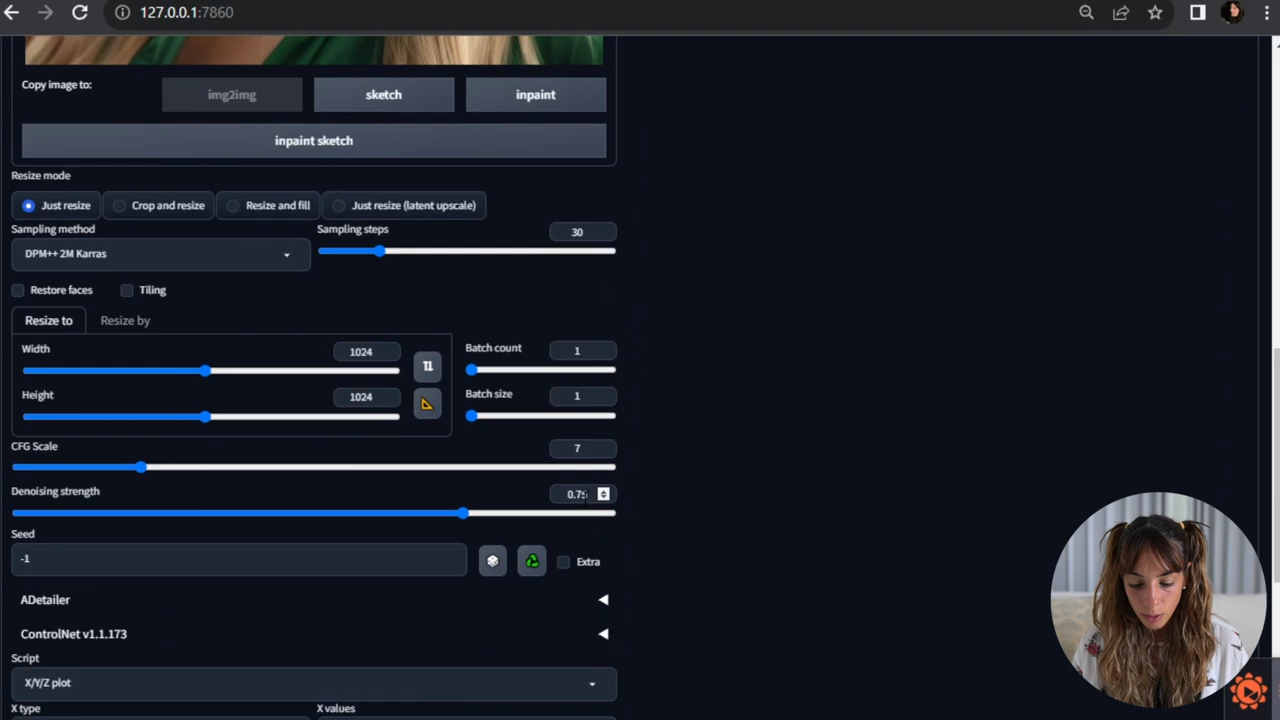 127.0.0.1:7860
Copy image to:
img2img
sketch
inpaint
inpaint sketch
Resize mode
Just resize
Crop and resize
Resize and fill
Just resize (latent upscale)
Sampling method
Sampling steps
30
DPM++ 2M Karras
Restore faces
Tiling
Resize to
Resize by
Width
1024
Batch count
1
Height
1024
Batch size
1
CFG Scale
7
Denoising strength
0.75
Seed
-1
Extra
ADetailer
ControlNet v1.1.173
Script
X/Y/Z plot
X type
X values